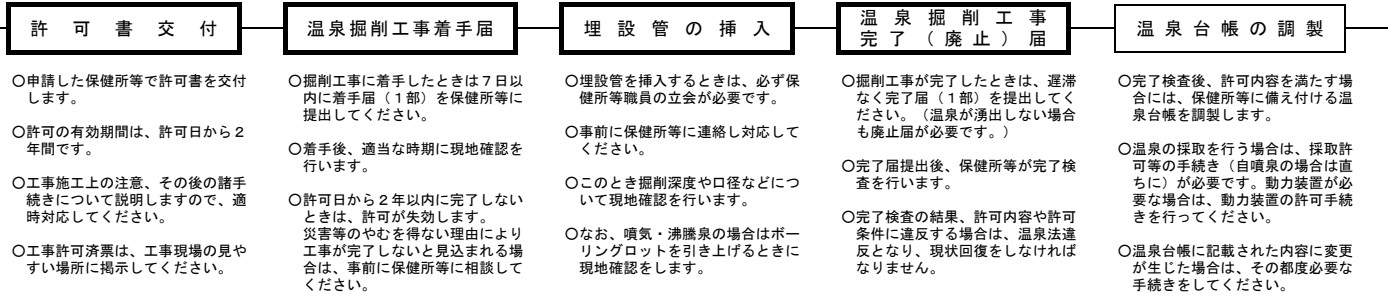 許可書交付
○申請した保健所等で許可書を交付
します。
○許可の有効期間は、許可日から２
年間です。
○工事施工上の注意、その後の諸手
続きについて説明しますので、適
時対応してください。
○工事許可済票は、工事現場の見や
すい場所に掲示してください。
温泉掘削工事着手届
○掘削工事に着手したときは７日以
内に着手届（１部）を保健所等に
提出してください。
○着手後、適当な時期に現地確認を
行います。
○許可日から２年以内に完了しない
ときは、許可が失効します。
災害等のやむを得ない理由により
工事が完了しないと見込まれる場
合は、事前に保健所等に相談して
ください。
埋設管の挿入
○埋設管を挿入するときは、必ず保
健所等職員の立会が必要です。
○事前に保健所等に連絡し対応して
ください。
○このとき掘削深度や口径などにつ
いて現地確認を行います。
○なお、噴気・沸騰泉の場合はボー
リングロットを引き上げるときに
現地確認をします。
温泉掘削工事
完了（廃止）届
○掘削工事が完了したときは、遅滞
なく完了届（１部）を提出してく
ださい。（温泉が湧出しない場合
も廃止届が必要です。）
○完了届提出後、保健所等が完了検
査を行います。
○完了検査の結果、許可内容や許可
条件に違反する場合は、温泉法違
反となり、現状回復をしなければ
なりません。
温泉台帳の調製
○完了検査後、許可内容を満たす場
合には、保健所等に備え付ける温
泉台帳を調製します。
○温泉の採取を行う場合は、採取許
可等の手続き（自噴泉の場合は直
ちに）が必要です。動力装置が必
要な場合は、動力装置の許可手続
きを行ってください。
○温泉台帳に記載された内容に変更
が生じた場合は、その都度必要な
手続きをしてください。